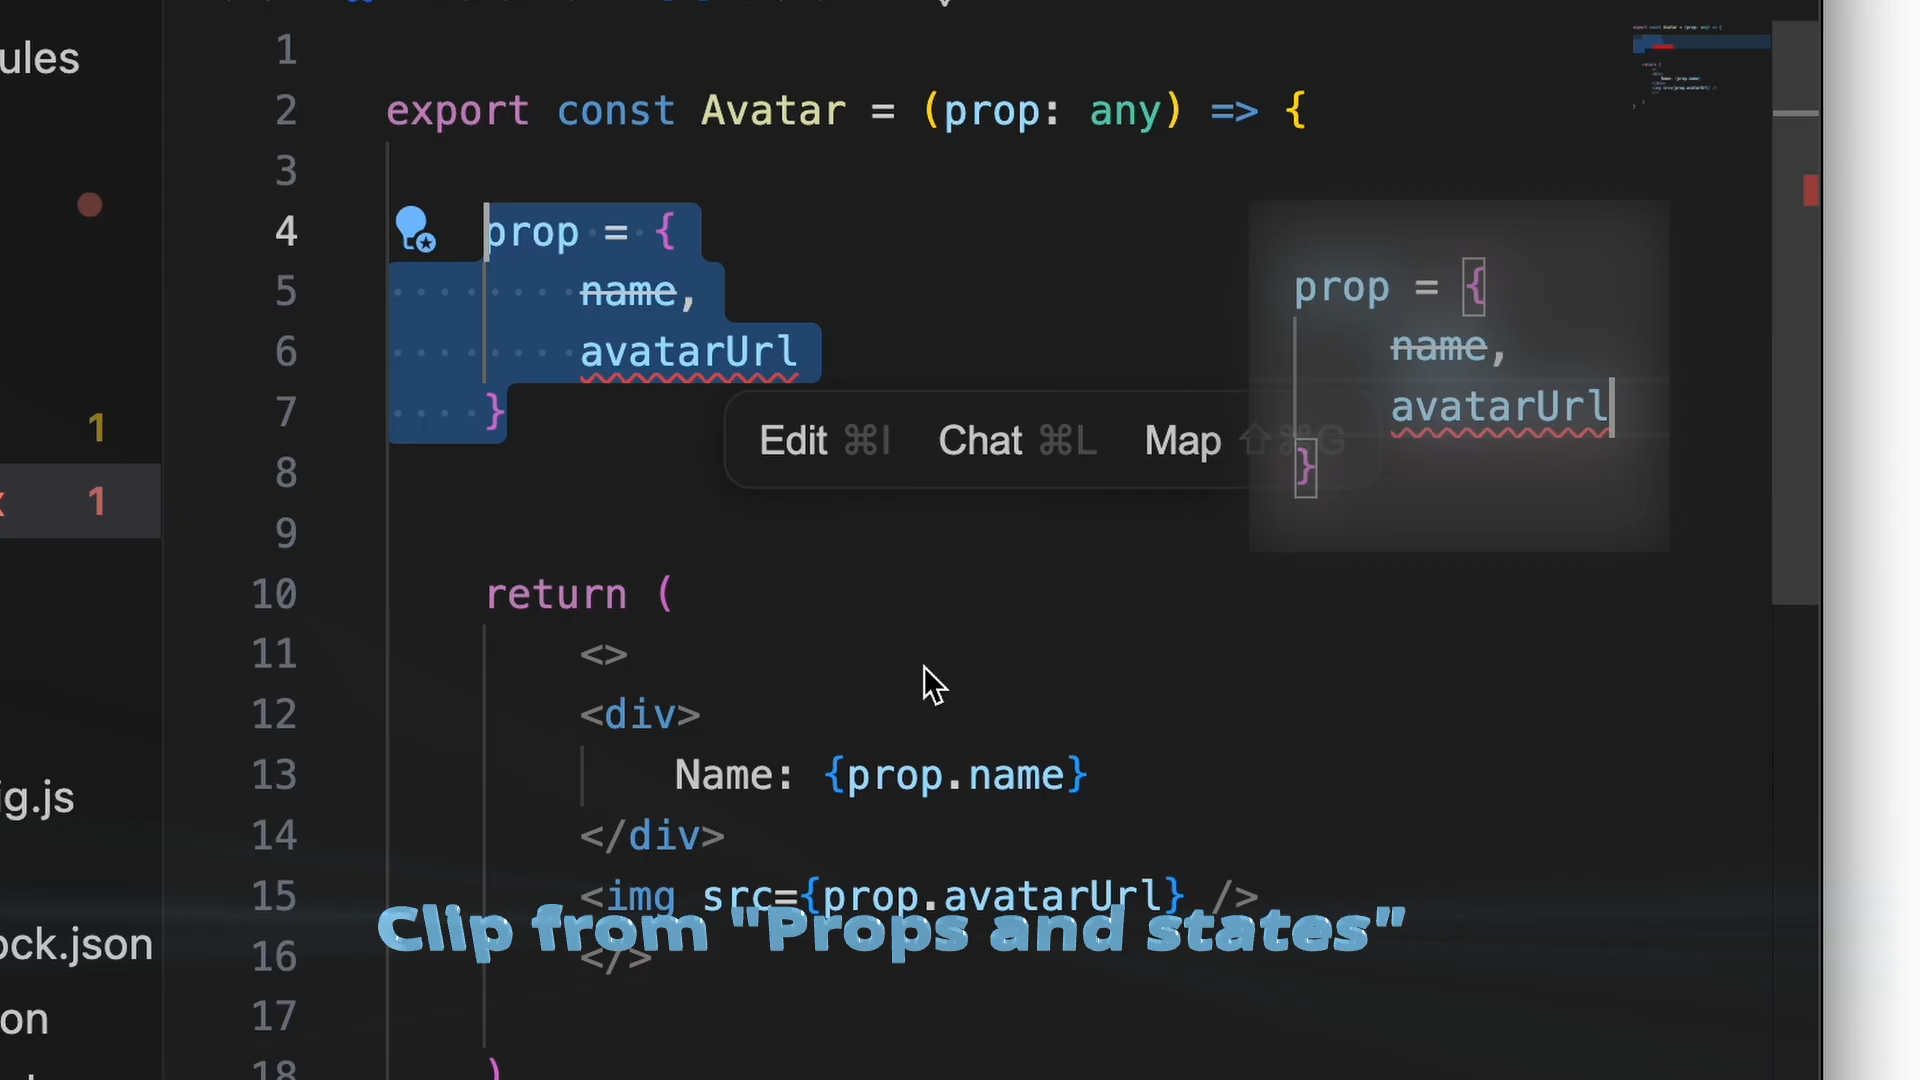 ules
1
1
ig.js
ock.json
on
1
2 export const Avatar = (prop: any) => {
3
4 prop = {
5 name,
6 avatarUrl
7 }
8
9
10 return (
11 <>
12 <div>
13 Name: {prop.name}
14 </div>
15 <img src={prop.avatarUrl} />
16 </>
17
18 )
prop = {
name,
avatarUrl
}
Edit ⌘I Chat ⌘L Map ⇧⌘G
Clip from "Props and states"